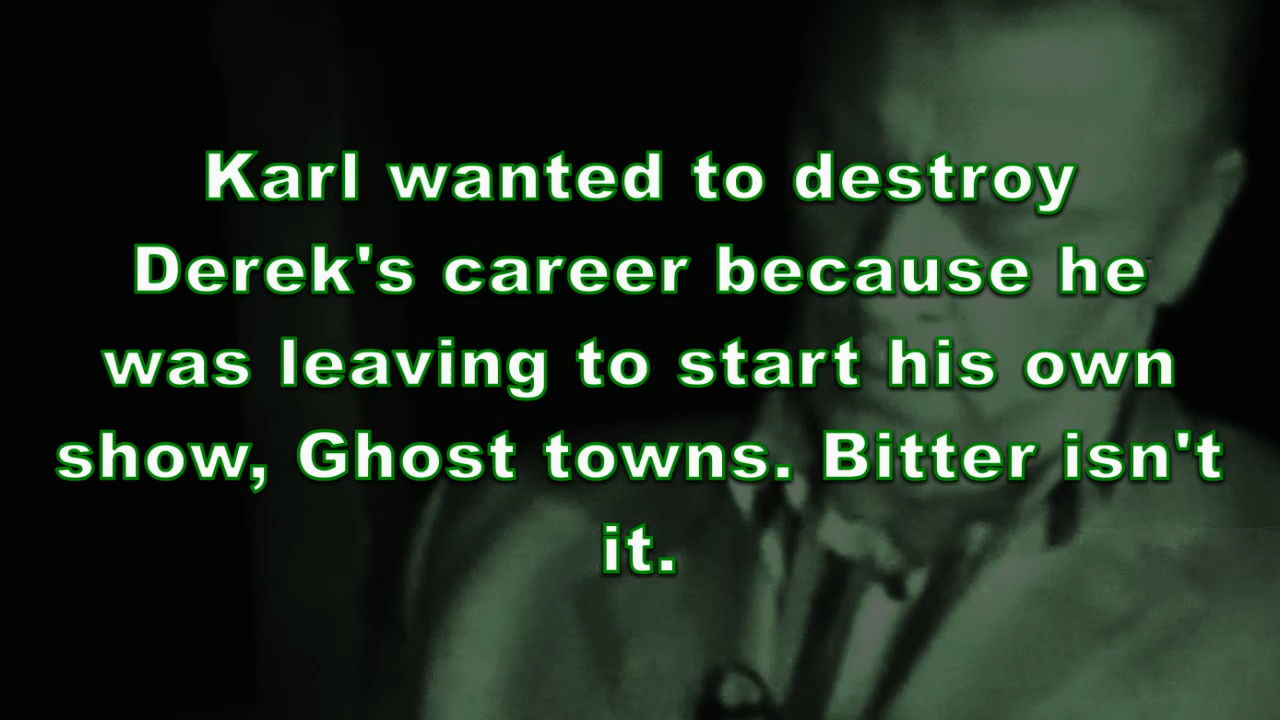 Karl wanted to destroy
Derek's career because he
was leaving to start his own
show, Ghost towns. Bitter isn't
it.